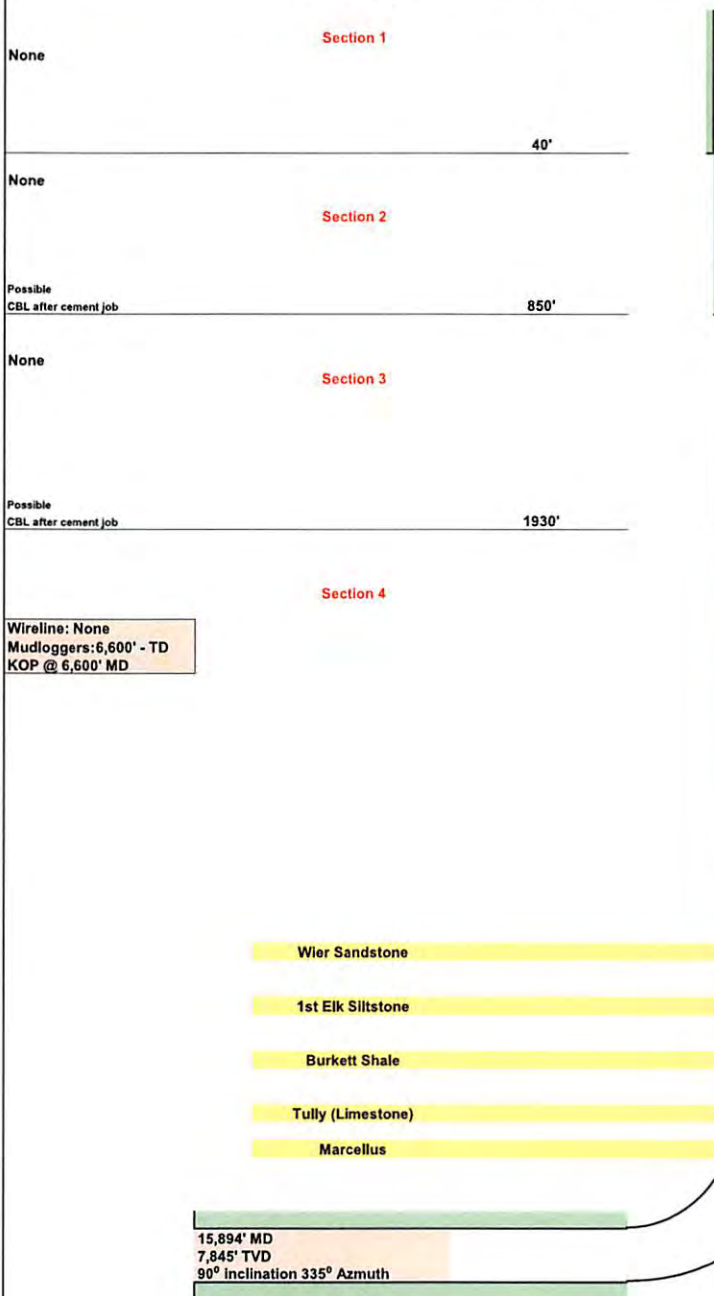 Section 1
None
40'
None
Section 2
Possible
CBL after cement job
850'
None
Section 3
Possible
CBL after cement job
1930'
Section 4
Wireline: None
Mudloggers:6,600' - TD
KOP @ 6,600' MD
Wier Sandstone
1st Elk Siltstone
Burkett Shale
Tully (Limestone)
Marcellus
15,894' MD
7,845' TVD
90⁰ inclination 335⁰ Azmuth